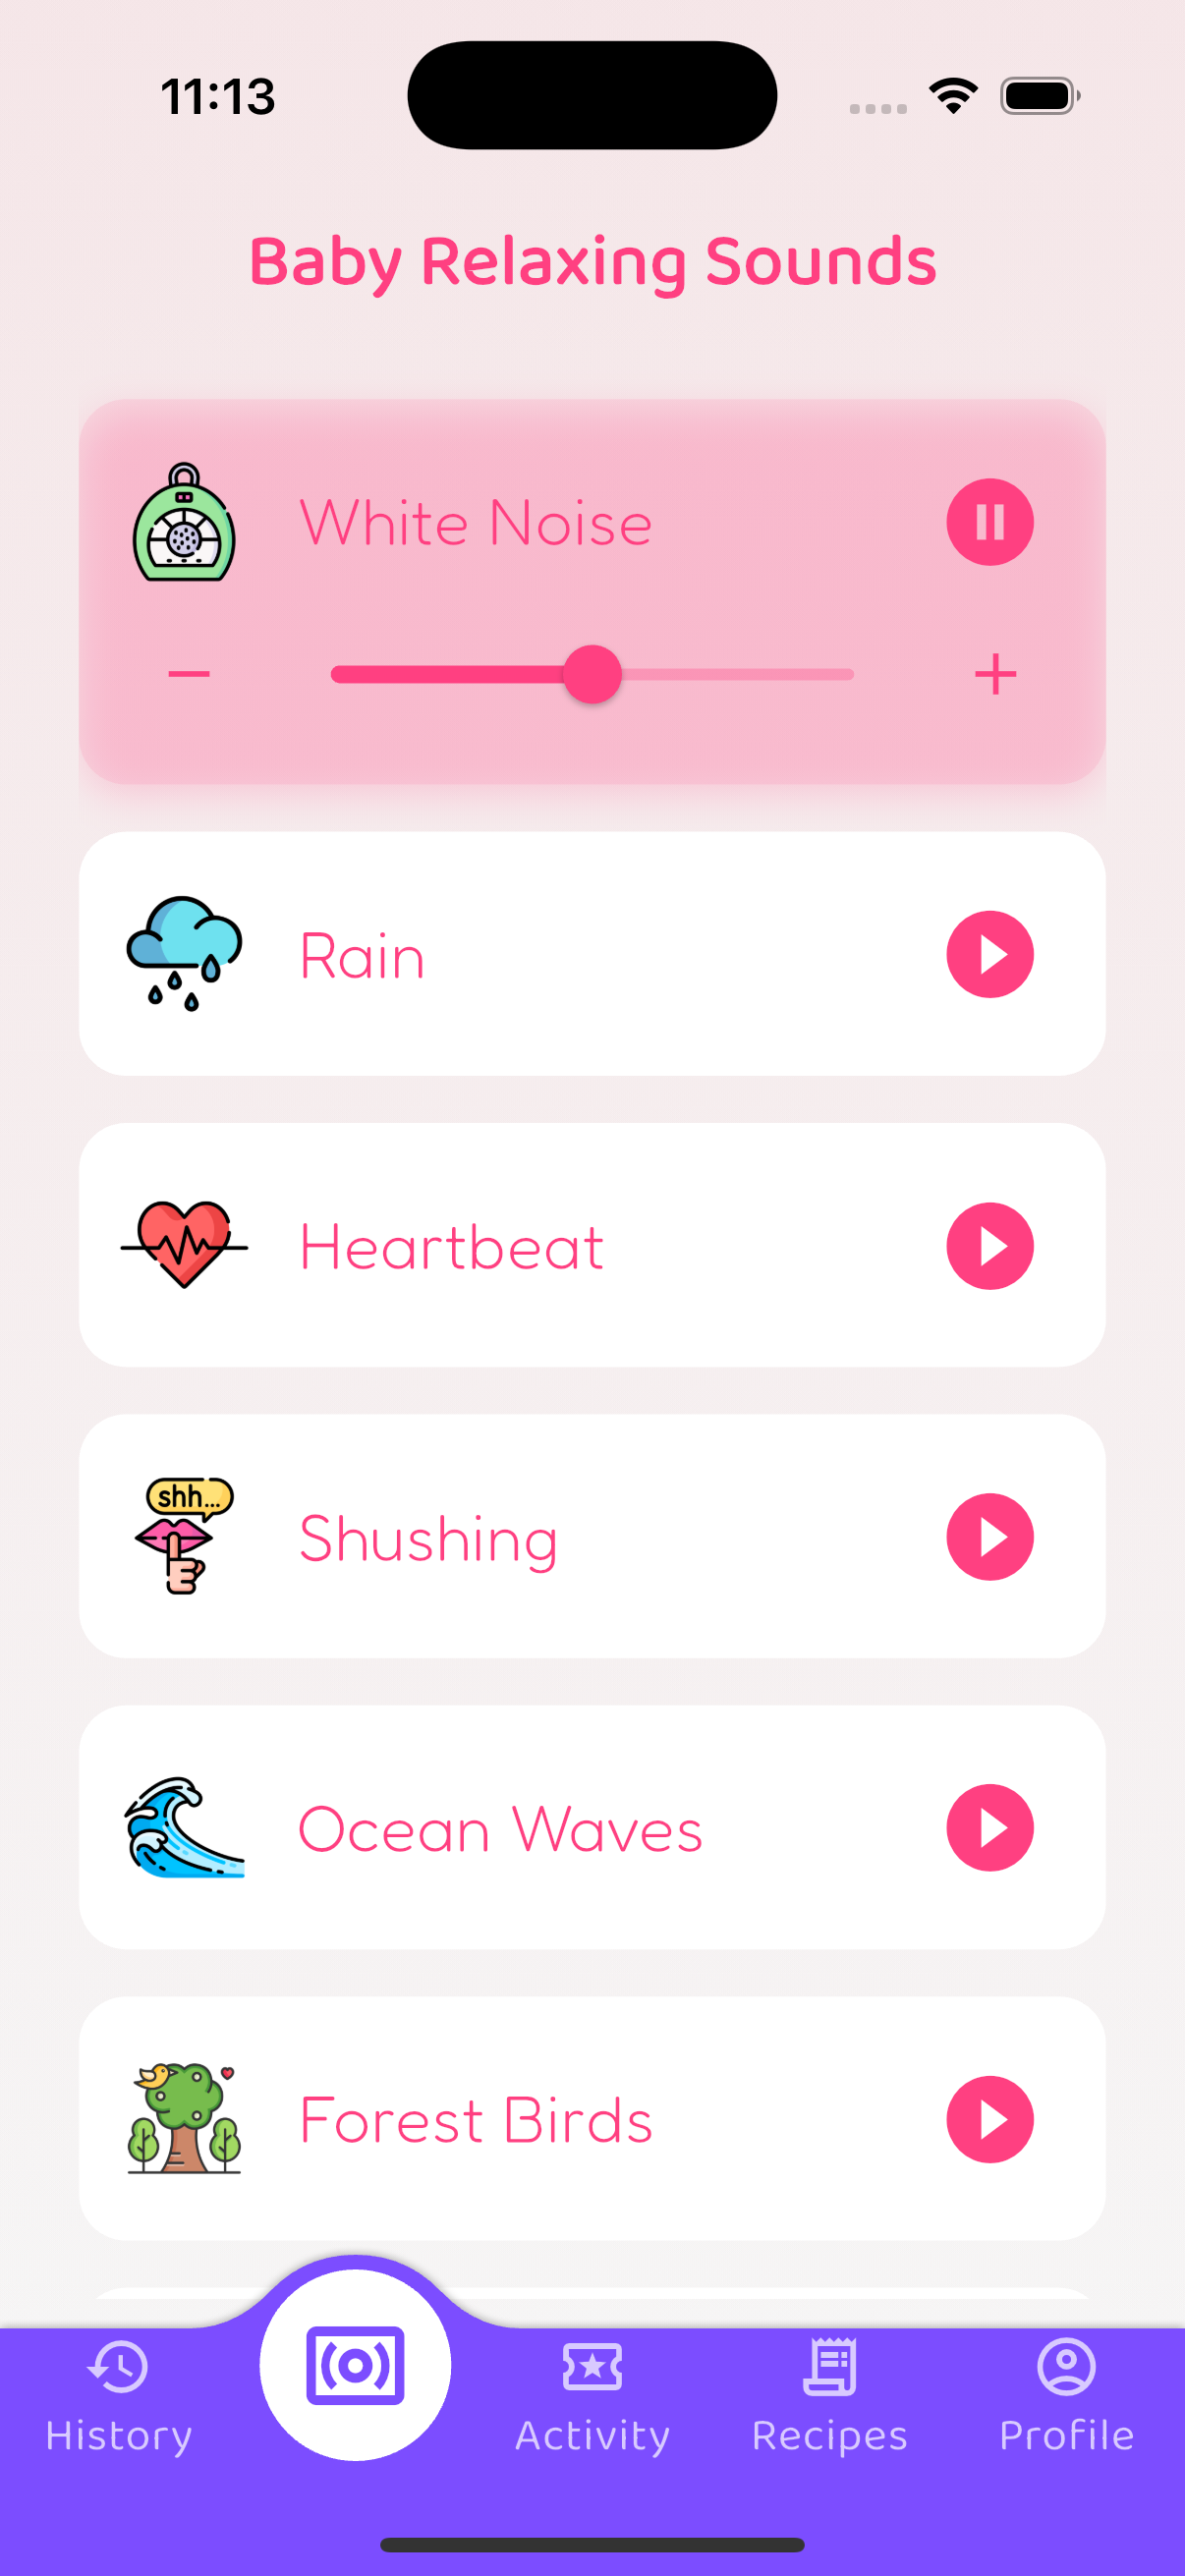 11:13
Baby Relaxing Sounds
White Noise
Rain
Heartbeat
shh...
Shushing
Ocean Waves
Forest Birds
History
Activity
Recipes
Profile